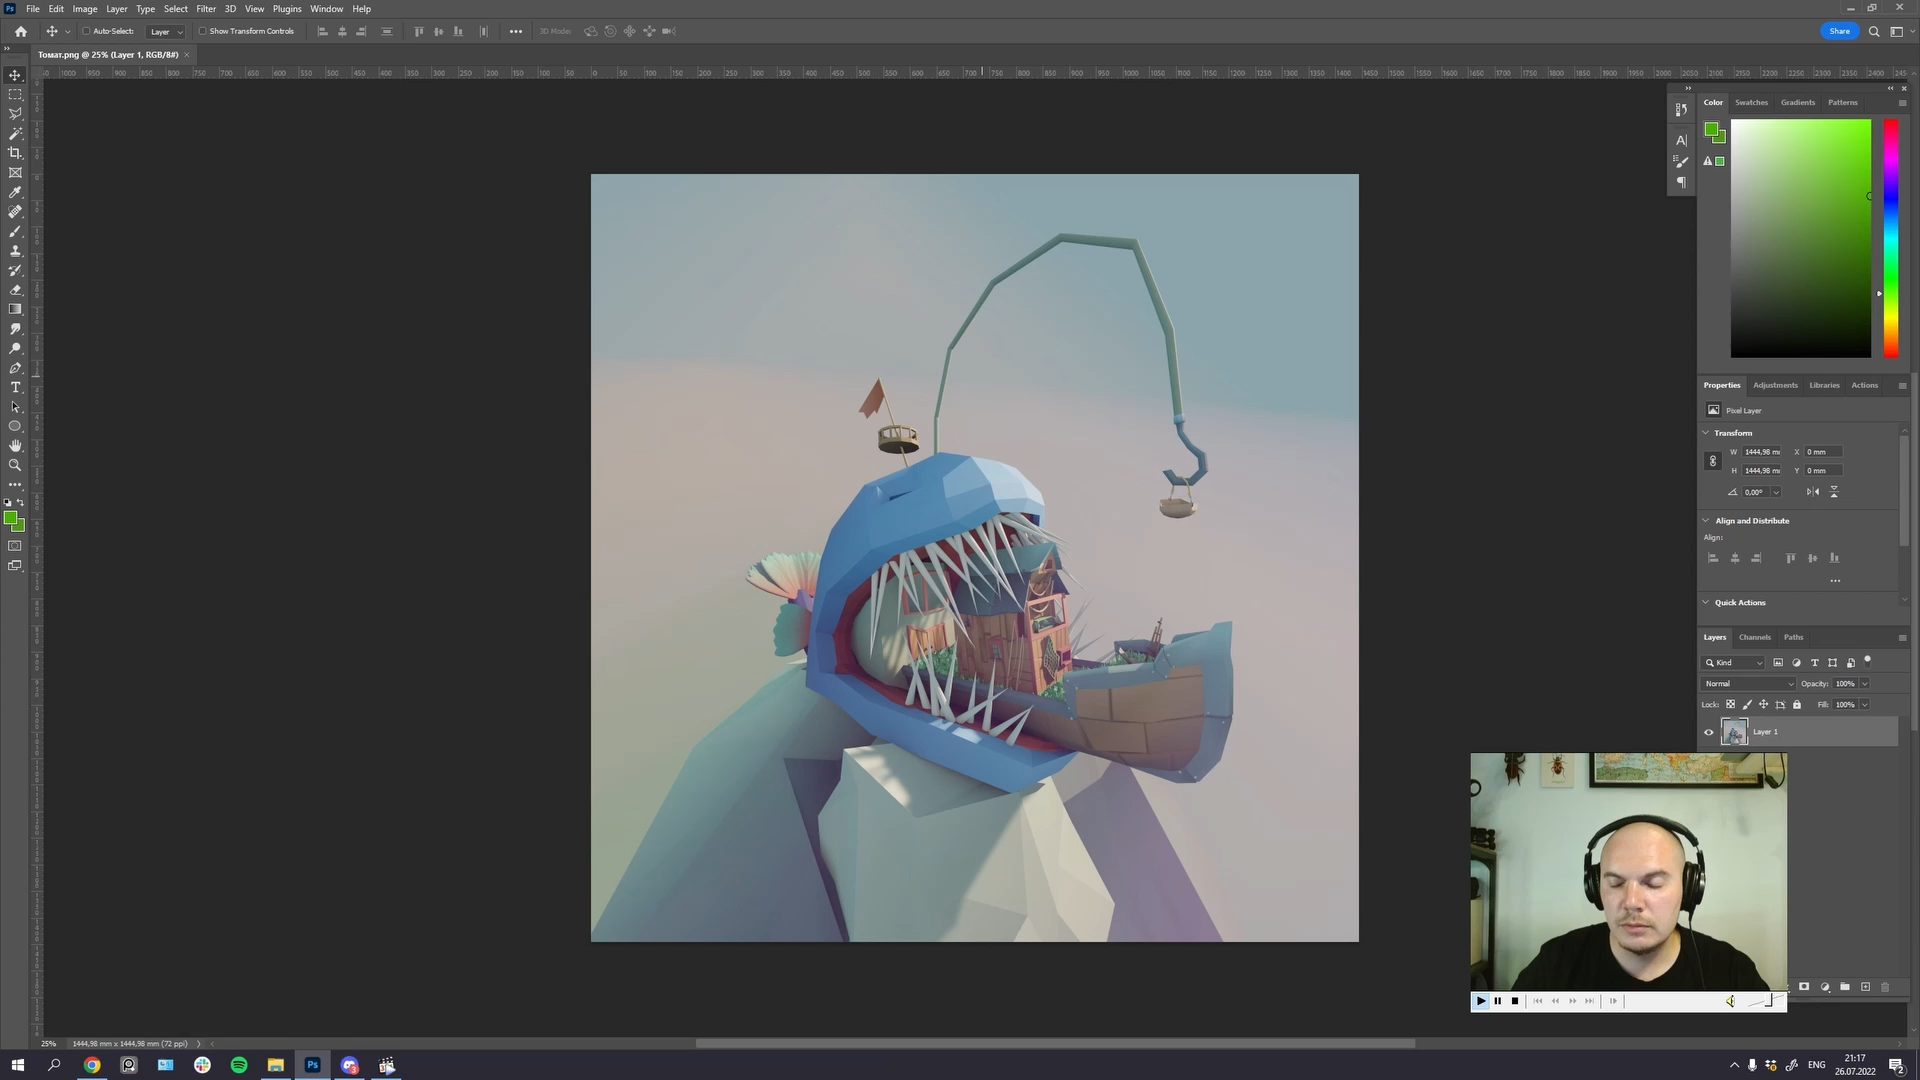 Ps File Edit Image Layer Type Select Filter 3D View Plugins Window Help
Auto-Select: Layer Show Transform Controls 3D Mode: Share
Томат.png @ 25% (Layer 1, RGB/8#)
Color Swatches Gradients Patterns
Properties Adjustments Libraries Actions
Pixel Layer
Transform
W 1444,98 m X 0 mm
H 1444,98 m Y 0 mm
0,00°
Align and Distribute
Align:
Quick Actions
Layers Channels Paths
Kind
Normal Opacity: 100%
Lock: Fill: 100%
Layer 1
25% 1444,98 mm x 1444,98 mm (72 ppi)
Ps 3 ENG 21:17
26.07.2022 2